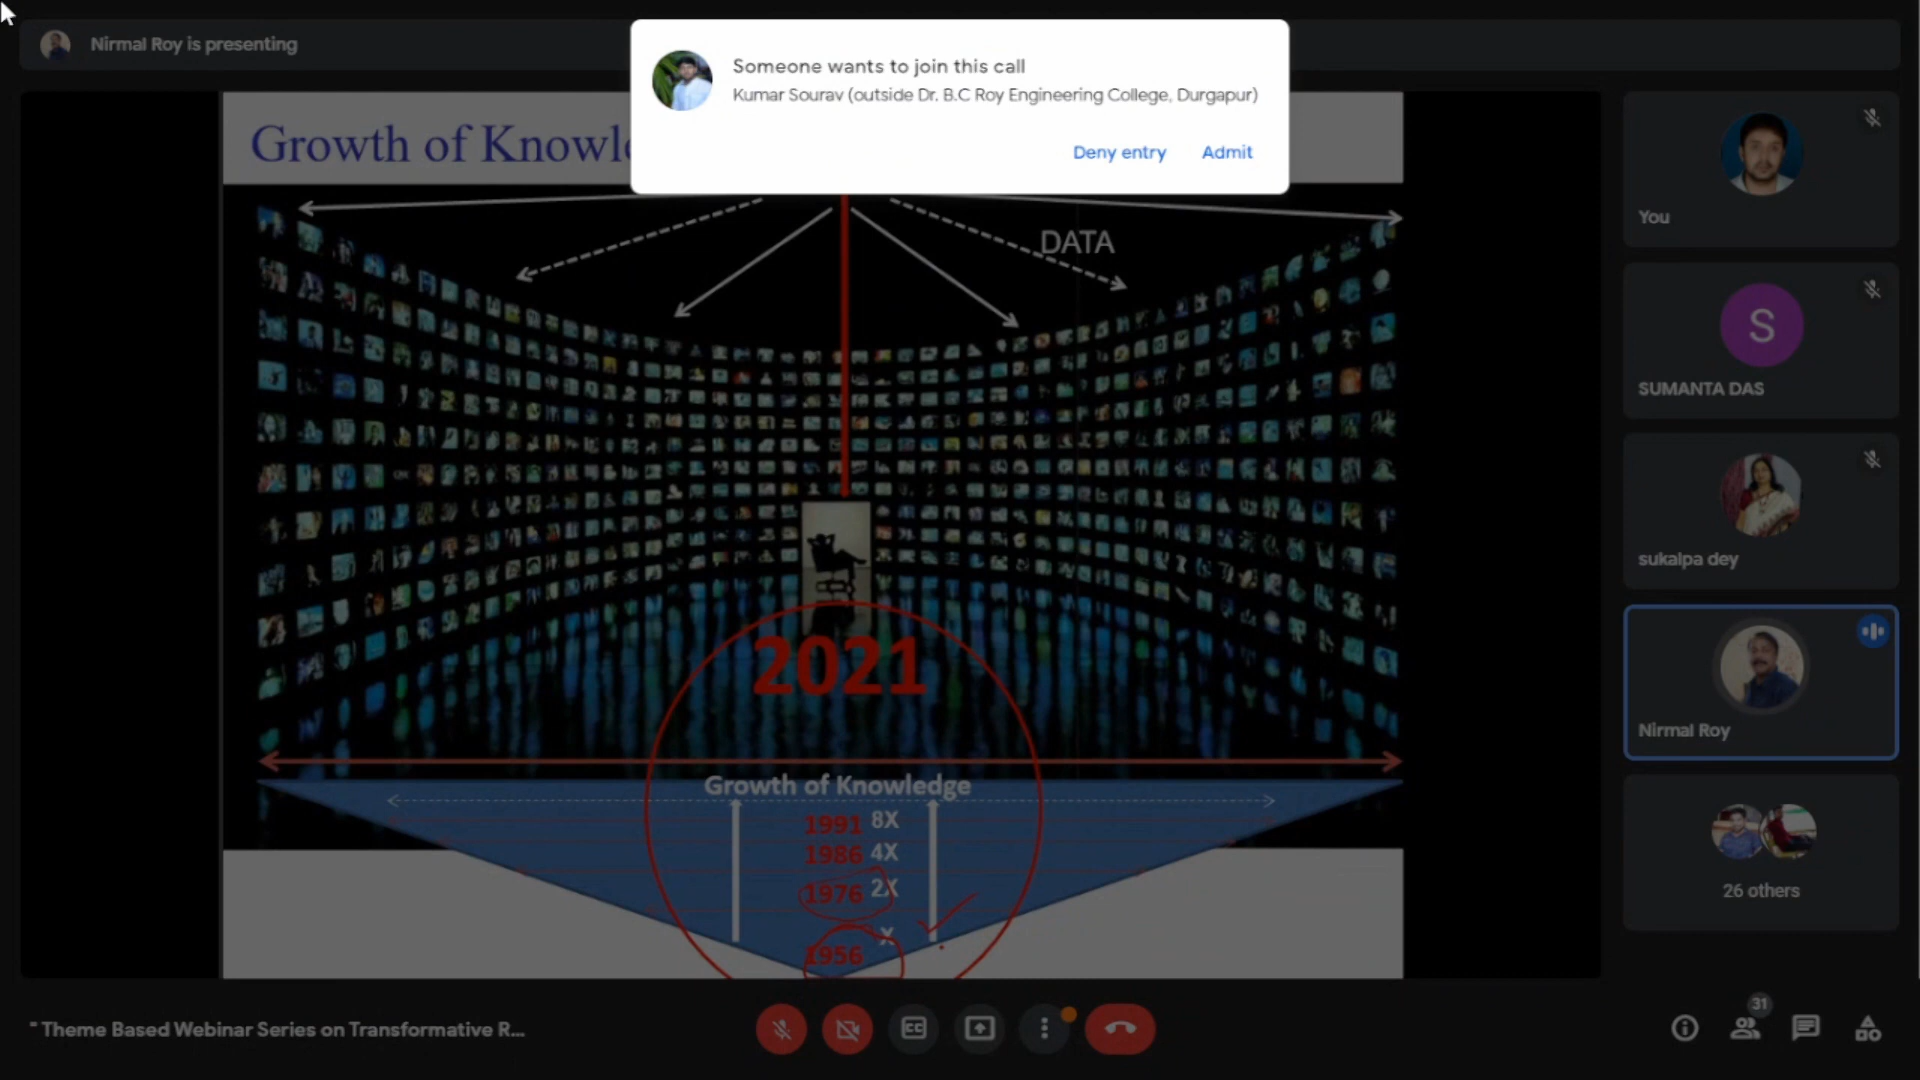 Nirmal Roy is presenting
Someone wants to join this call
Kumar Sourav (outside Dr. B.C Roy Engineering College, Durgapur)
Deny entry Admit
Growth of
DATA
2021
Growth of Knowledge
1991 8X
1986 4X
1976 2X
X
1956
You
S
SUMANTA DAS
sukalpa dey
Nirmal Roy
26 others
" Theme Based Webinar Series on Transformative R...
CC
31